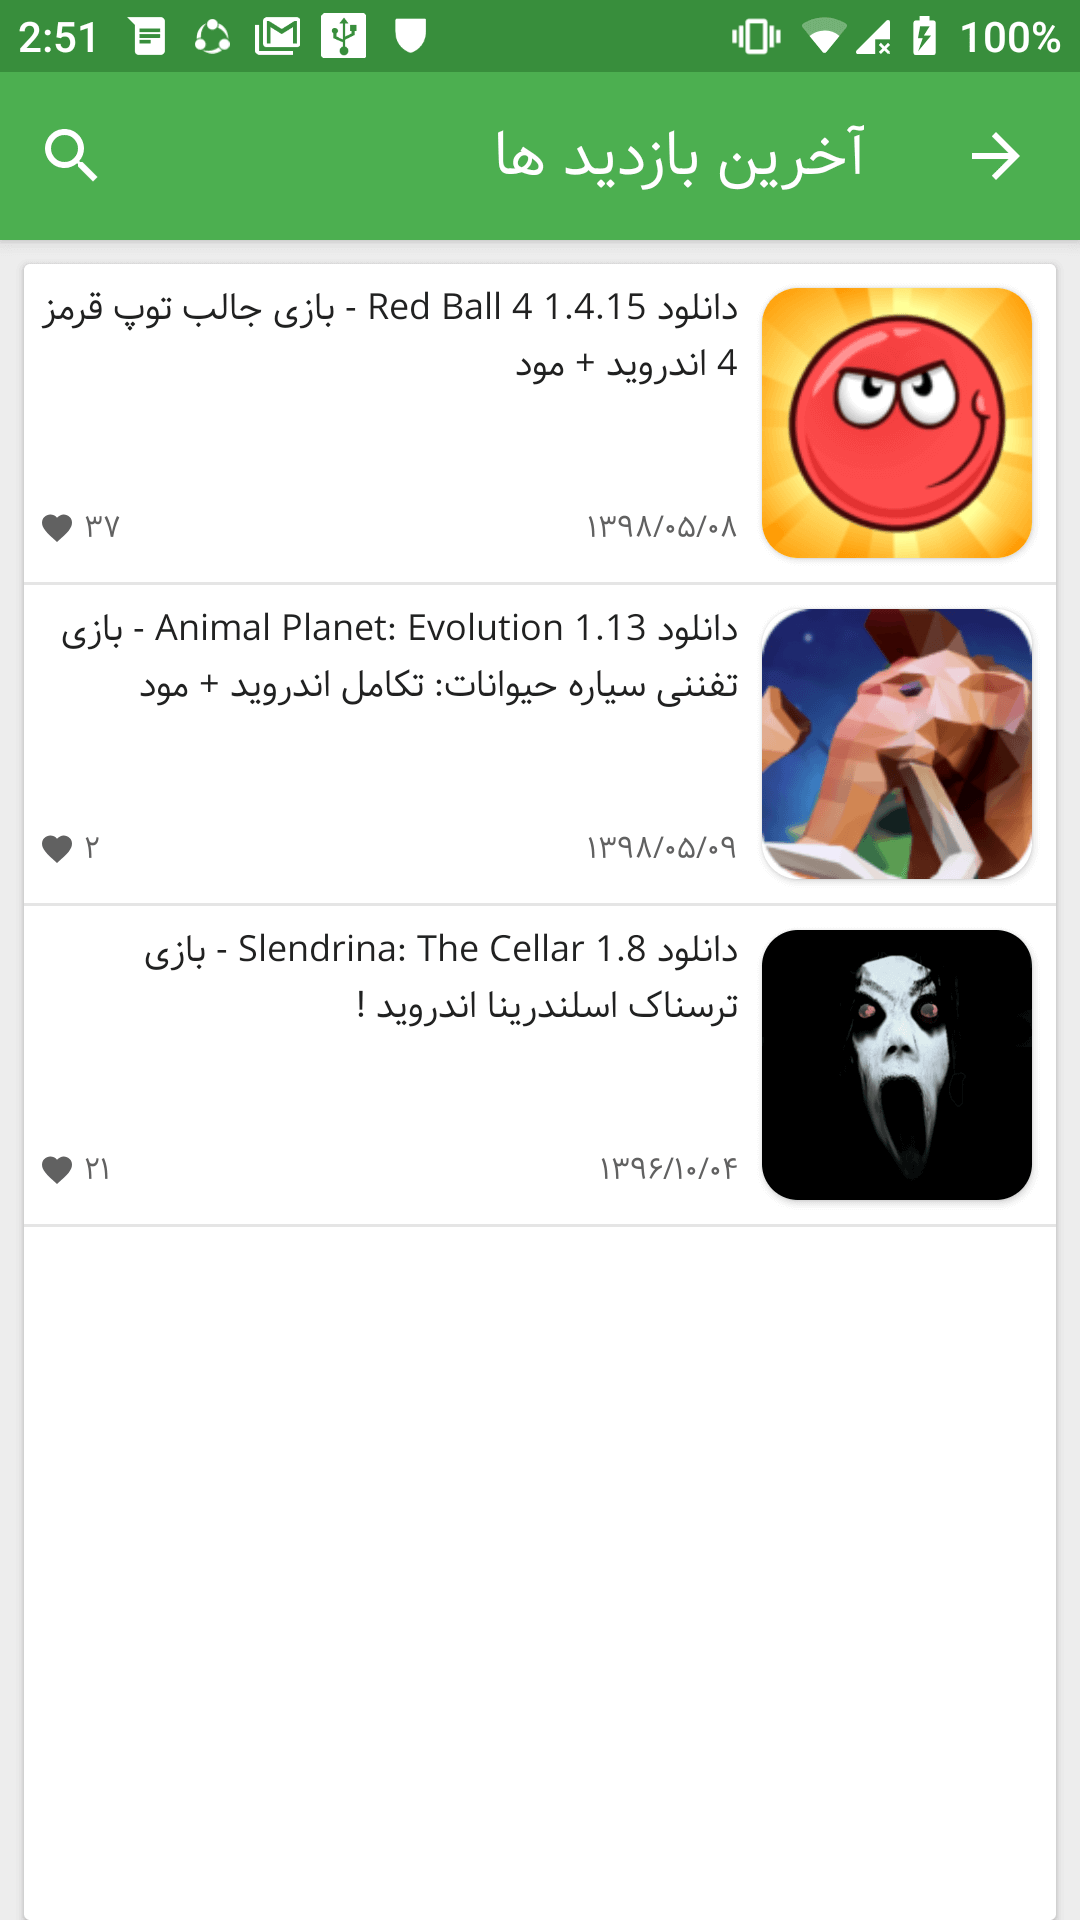 2:51
100%
آخرین بازدید ها
دانلود Red Ball 4 1.4.15 - بازی جالب توپ قرمز
4 اندروید + مود
۱۳۹۸/۰۵/۰۸
۳۷
دانلود Animal Planet: Evolution 1.13 - بازی
تفننی سیاره حیوانات: تکامل اندروید + مود
۱۳۹۸/۰۵/۰۹
۲
دانلود Slendrina: The Cellar 1.8 - بازی
ترسناک اسلندرینا اندروید !
۱۳۹۶/۱۰/۰۴
۲۱